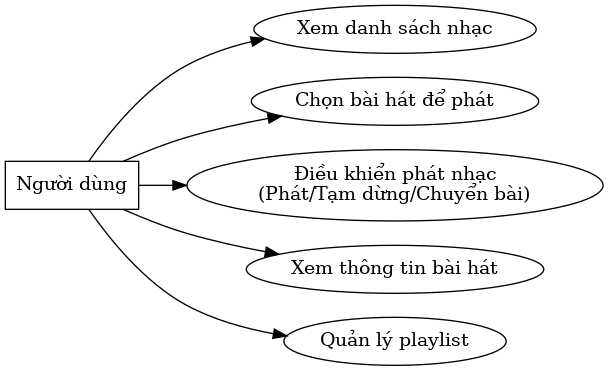 Xem danh sách nhạc
Chọn bài hát để phát
Người dùng
Điều khiển phát nhạc
(Phát/Tạm dừng/Chuyển bài)
Xem thông tin bài hát
Quản lý playlist